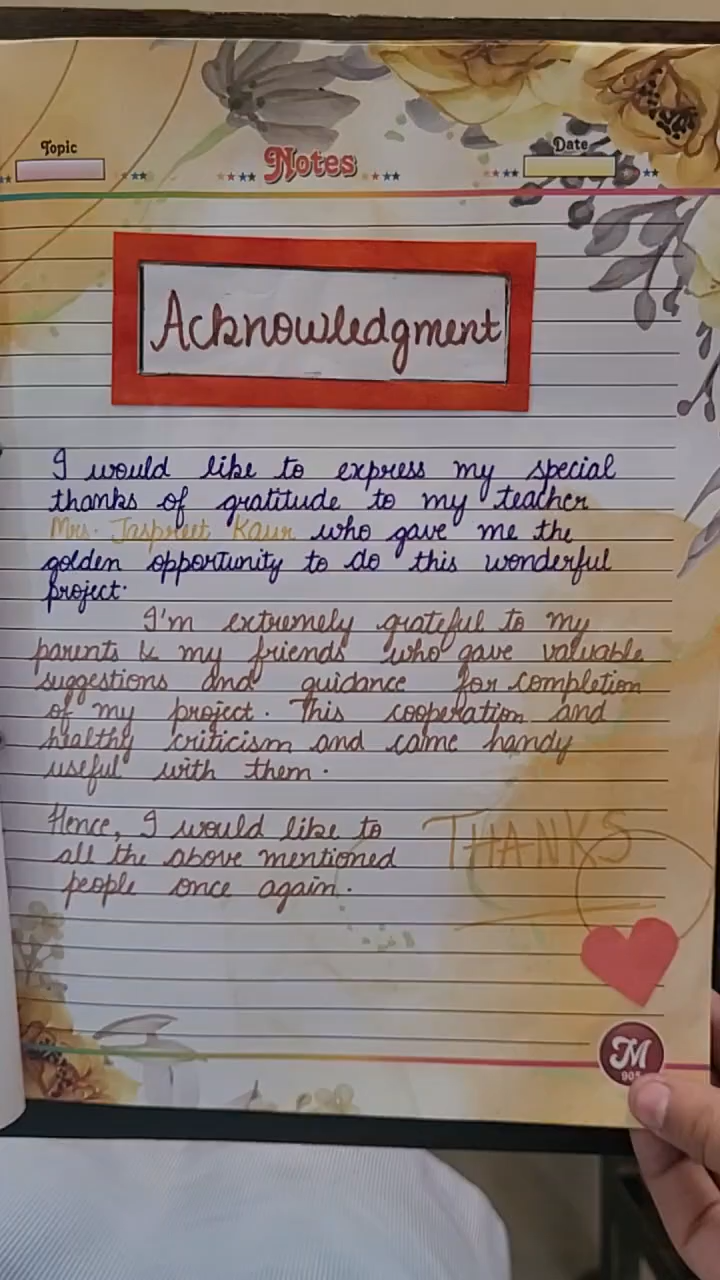 Topic
Notes
Date
Acknowledgment
I would like to express my special
thanks of gratitude to my teacher
Mrs. Jaspreet Kaur who gave me the
golden opportunity to do this wonderful
project.
I'm extremely grateful to my
parents & my friends who gave valuable
suggestions and guidance for completion
of my project. This cooperation and
healthy criticism and came handy
useful with them.
Hence, I would like to THANKS
all the above mentioned
people once again.
M